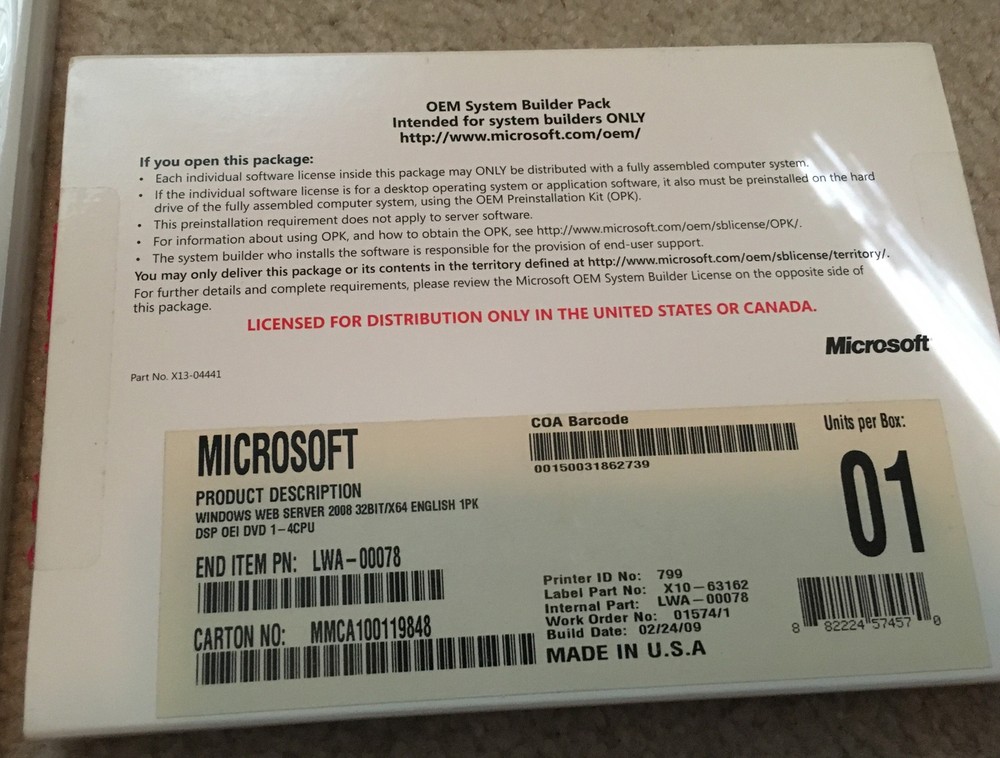 OEM System Builder Pack
Intended for system builders ONLY
http://www.microsoft.com/oem/
If you open this package:
• Each individual software license inside this package may ONLY be distributed with a fully assembled computer system.
• If the individual software license is for a desktop operating system or application software, it also must be preinstalled on the hard
drive of the fully assembled computer system, using the OEM Preinstallation Kit (OPK).
• This preinstallation requirement does not apply to server software.
• For information about using OPK, and how to obtain the OPK, see http://www.microsoft.com/oem/sblicense/OPK/.
• The system builder who installs the software is responsible for the provision of end-user support.
You may only deliver this package or its contents in the territory defined at http://www.microsoft.com/oem/sblicense/territory/.
For further details and complete requirements, please review the Microsoft OEM System Builder License on the opposite side of
this package.
LICENSED FOR DISTRIBUTION ONLY IN THE UNITED STATES OR CANADA.
Microsoft
Part No. X13-04441
MICROSOFT
PRODUCT DESCRIPTION
WINDOWS WEB SERVER 2008 32BIT/X64 ENGLISH 1PK
DSP OEI DVD 1-4CPU
END ITEM PN: LWA-00078
CARTON NO: MMCA100119848
COA Barcode
00150031862739
Units per Box:
01
Printer ID No: 799
Label Part No: X10-63162
Internal Part: LWA-00078
Work Order No: 01574/1
Build Date: 02/24/09
MADE IN U.S.A
8 82224 57457 0